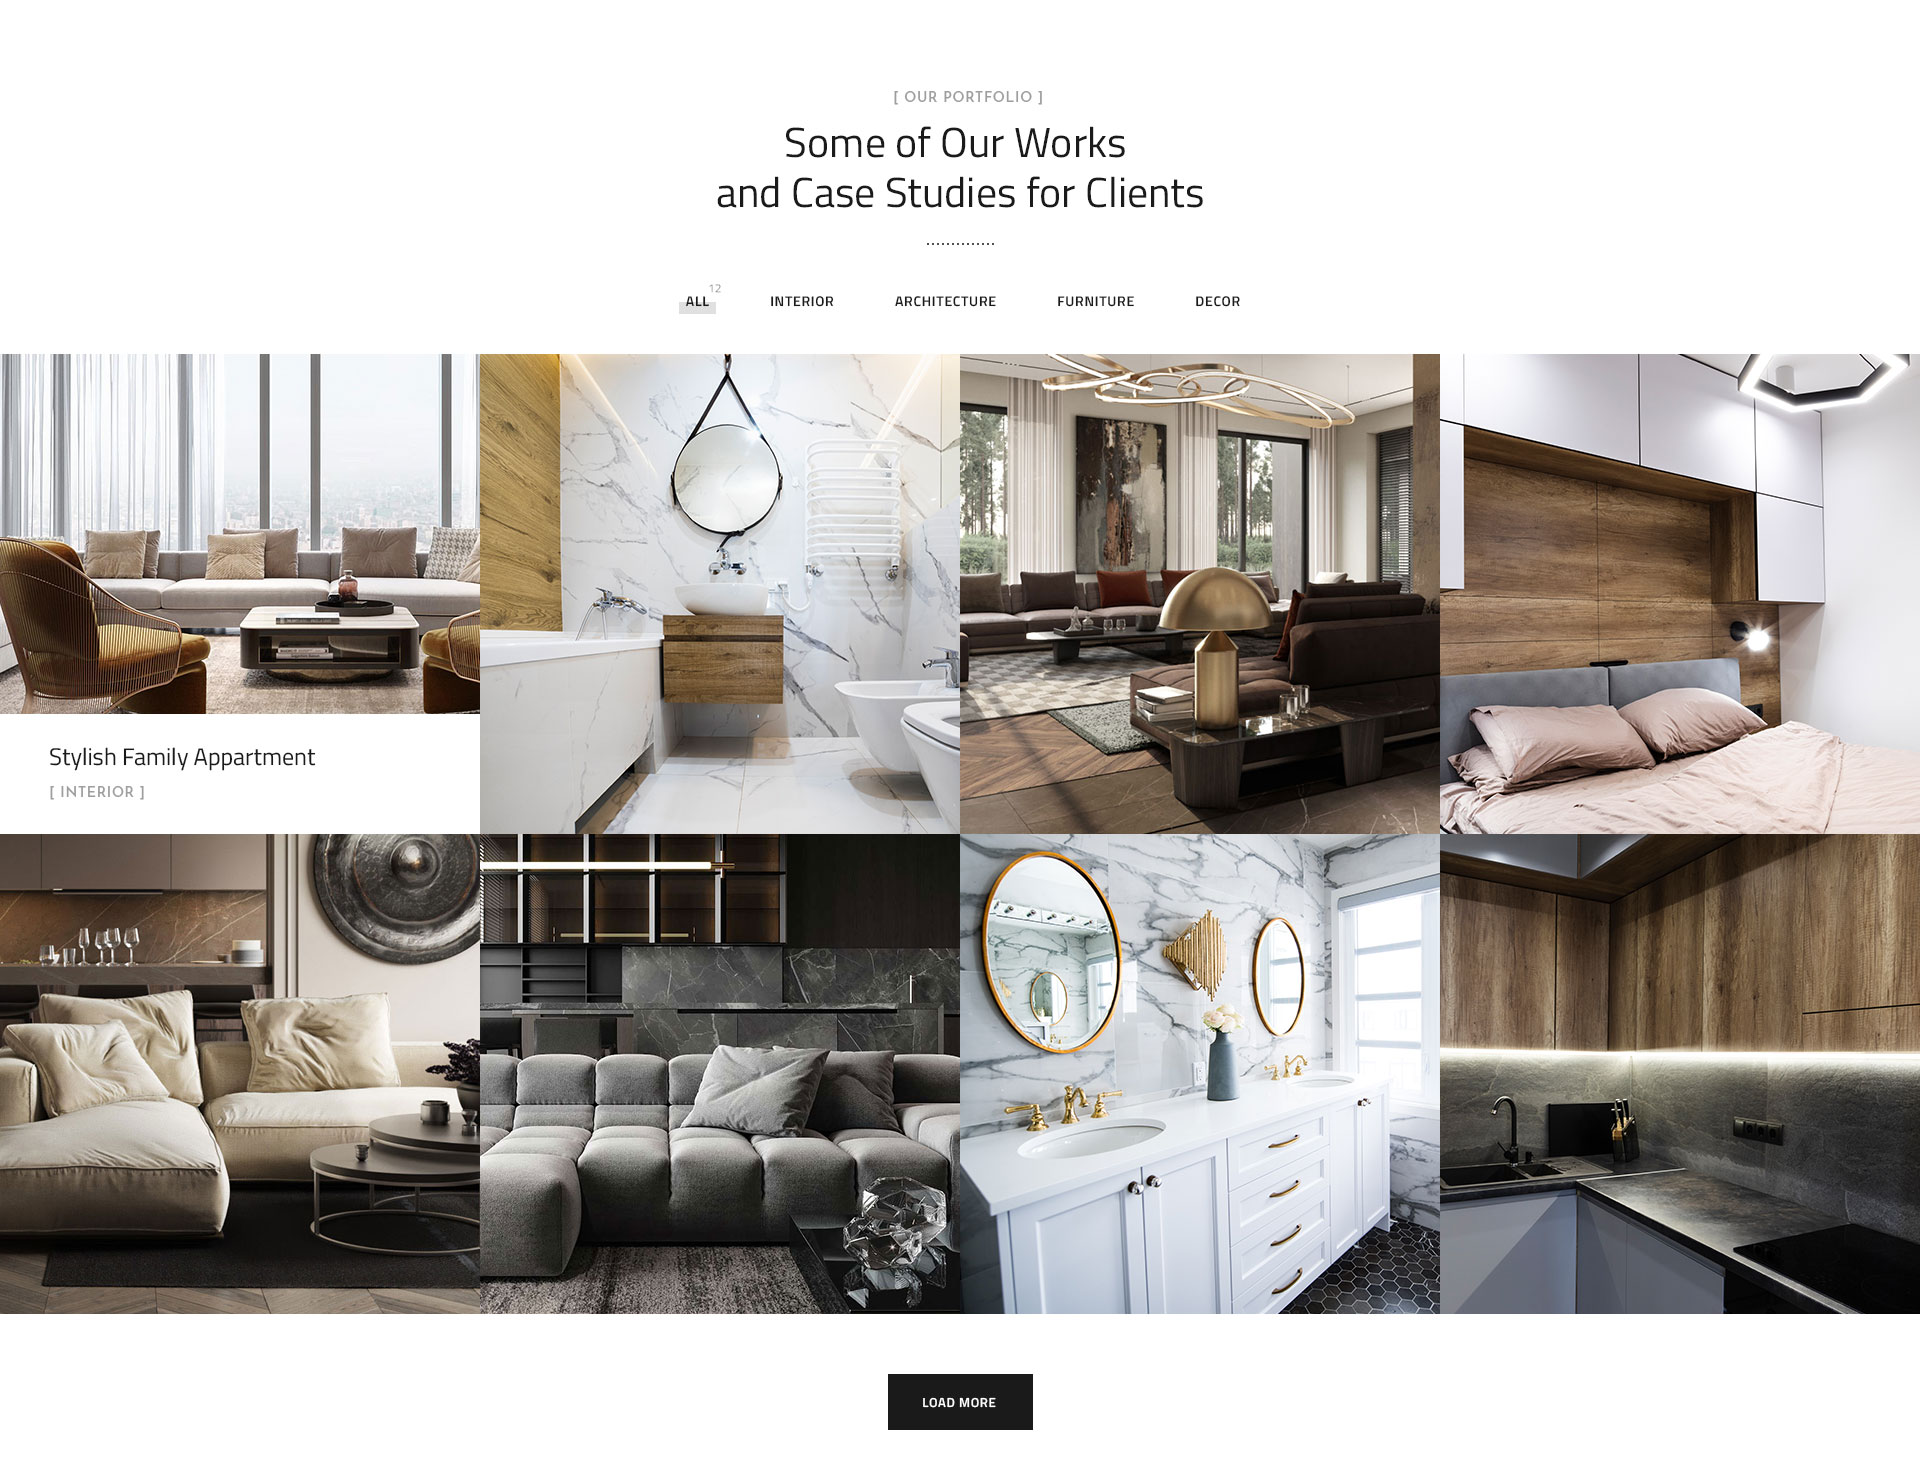 [ OUR PORTFOLIO ]
Some of Our Works
and Case Studies for Clients
ALL 12 INTERIOR ARCHITECTURE FURNITURE DECOR
Stylish Family Appartment
[ INTERIOR ]
LOAD MORE